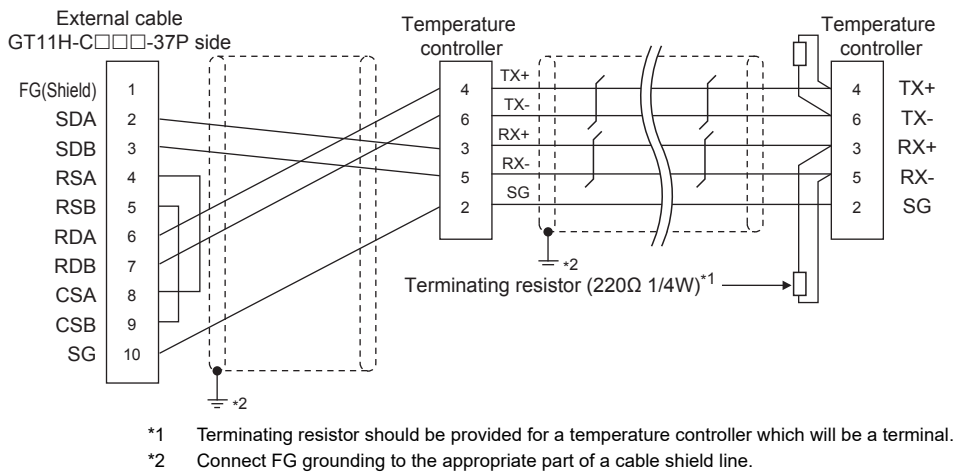 External cable
GT11H-C□□□-37P side
Temperature
controller
Temperature
controller
FG(Shield) 1
SDA 2
SDB 3
RSA 4
RSB 5
RDA 6
RDB 7
CSA 8
CSB 9
SG 10
4 TX+
6 TX-
3 RX+
5 RX-
2 SG
4 TX+
6 TX-
3 RX+
5 RX-
2 SG
*2
Terminating resistor (220Ω 1/4W)*1
*2
*1 Terminating resistor should be provided for a temperature controller which will be a terminal.
*2 Connect FG grounding to the appropriate part of a cable shield line.